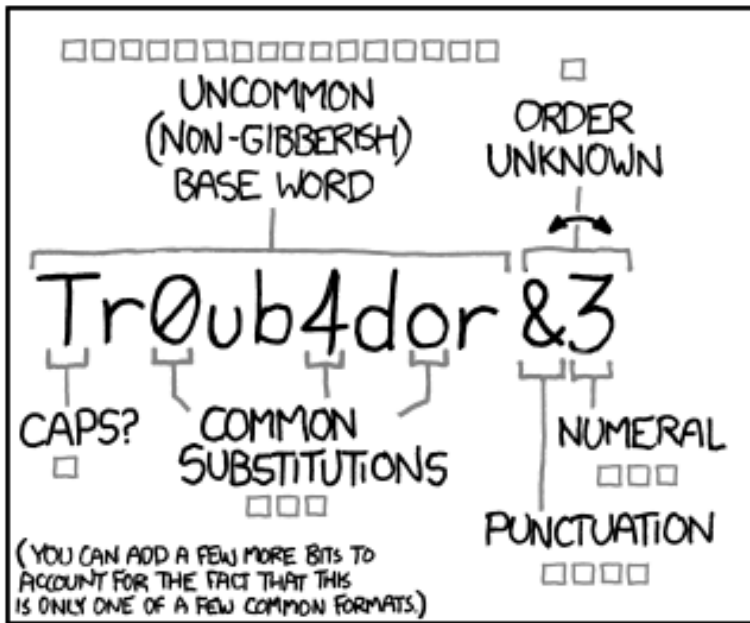 UNCOMMON
(NON-GIBBERISH)
BASE WORD
ORDER
UNKNOWN
Tr0ub4dor &3
CAPS?
COMMON
SUBSTITUTIONS
NUMERAL
PUNCTUATION
(YOU CAN ADD A FEW MORE BITS TO
ACCOUNT FOR THE FACT THAT THIS
IS ONLY ONE OF A FEW COMMON FORMATS.)